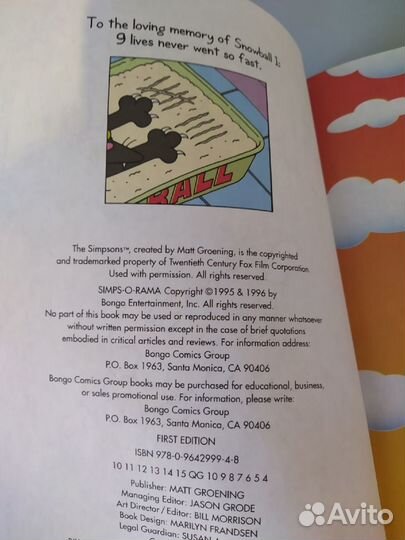 To the loving memory of Snowball I:
9 lives never went so fast.
BALL
The Simpsons™, created by Matt Groening, is the copyrighted
and trademarked property of Twentieth Century Fox Film Corporation.
Used with permission. All rights reserved.
SIMPS-O-RAMA Copyright ©1995 & 1996 by
Bongo Entertainment, Inc. All rights reserved.
No part of this book may be used or reproduced in any manner whatsoever
without written permission except in the case of brief quotations
embodied in critical articles and reviews. For information address:
Bongo Comics Group
P.O. Box 1963, Santa Monica, CA 90406
Bongo Comics Group books may be purchased for educational, business,
or sales promotional use. For information, please write:
Bongo Comics Group
P.O. Box 1963, Santa Monica, CA 90406
FIRST EDITION
ISBN 978-0-9642999-4-8
10 11 12 13 14 15 QG 10 9 8 7 6 5 4
Publisher: MATT GROENING
Managing Editor: JASON GRODE
Art Director / Editor: BILL MORRISON
Book Design: MARILYN FRANDSEN
Legal Guardian: SUSAN
Avito